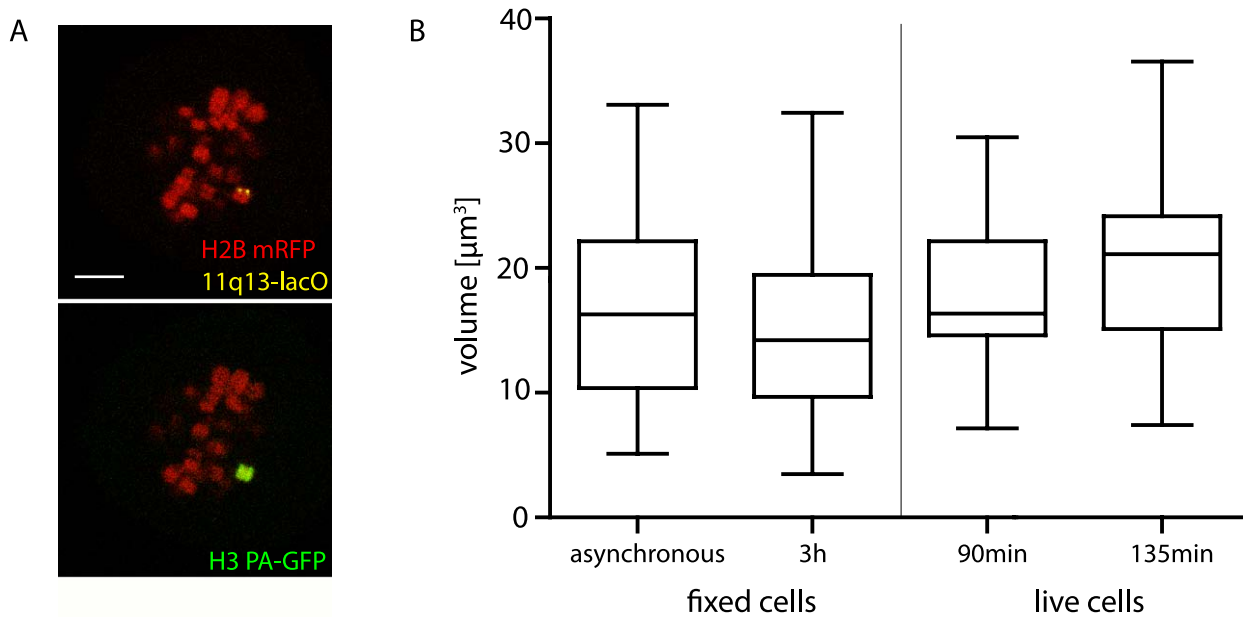 A
H2B mRFP
11q13-lacO
H3 PA-GFP
B
volume [µm³]
40
30
20
10
0
asynchronous 3h 90min 135min
fixed cells live cells